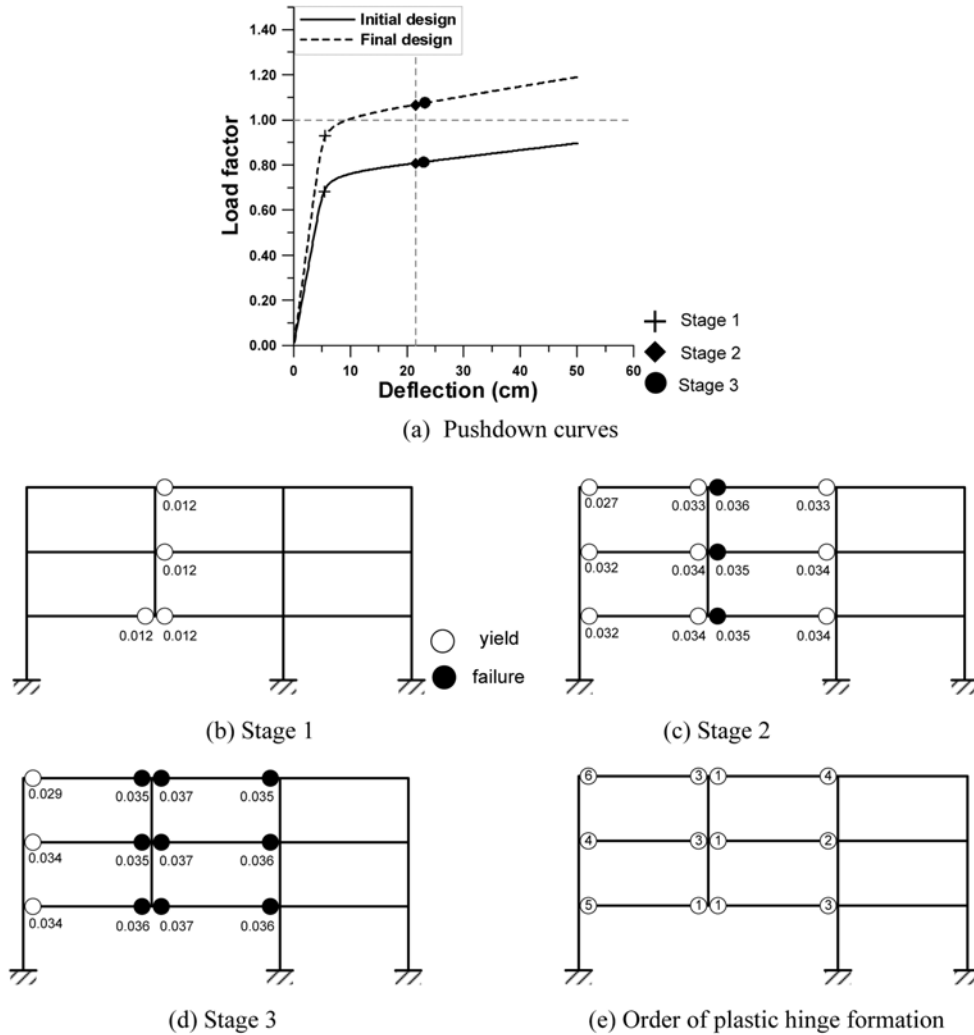 Initial design
Final design
1.40
1.20
1.00
0.80
0.60
0.40
0.20
0.00
Load factor
0 10 20 30 40 50 60
Deflection (cm)
Stage 1
Stage 2
Stage 3
(a) Pushdown curves
0.012
0.012
0.012 0.012
yield
failure
(b) Stage 1
0.027 0.033 0.036 0.033
0.032 0.034 0.035 0.034
0.032 0.034 0.035 0.034
(c) Stage 2
0.029 0.035 0.037 0.035
0.034 0.035 0.037 0.036
0.034 0.036 0.037 0.036
(d) Stage 3
6 3 1 4
4 3 1 2
5 1 1 3
(e) Order of plastic hinge formation